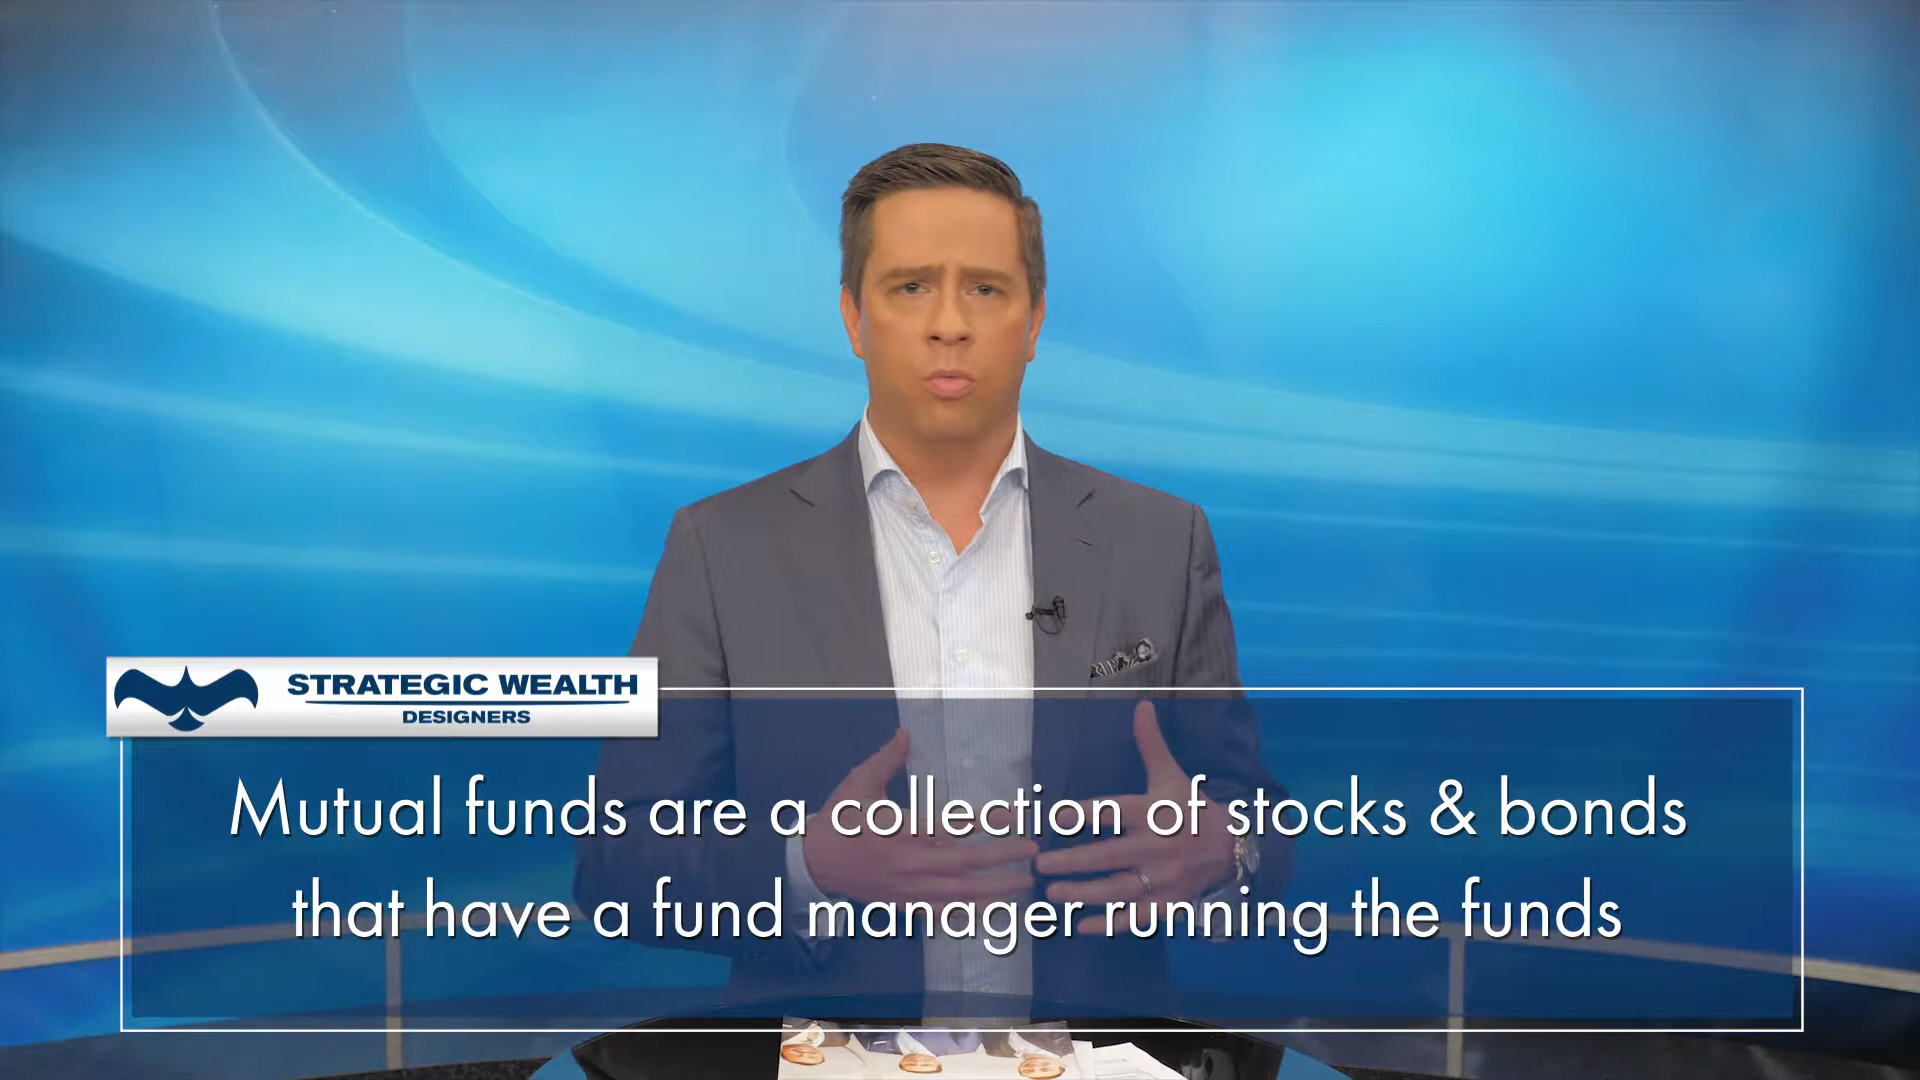 STRATEGIC WEALTH
DESIGNERS
Mutual funds are a collection of stocks & bonds
that have a fund manager running the funds